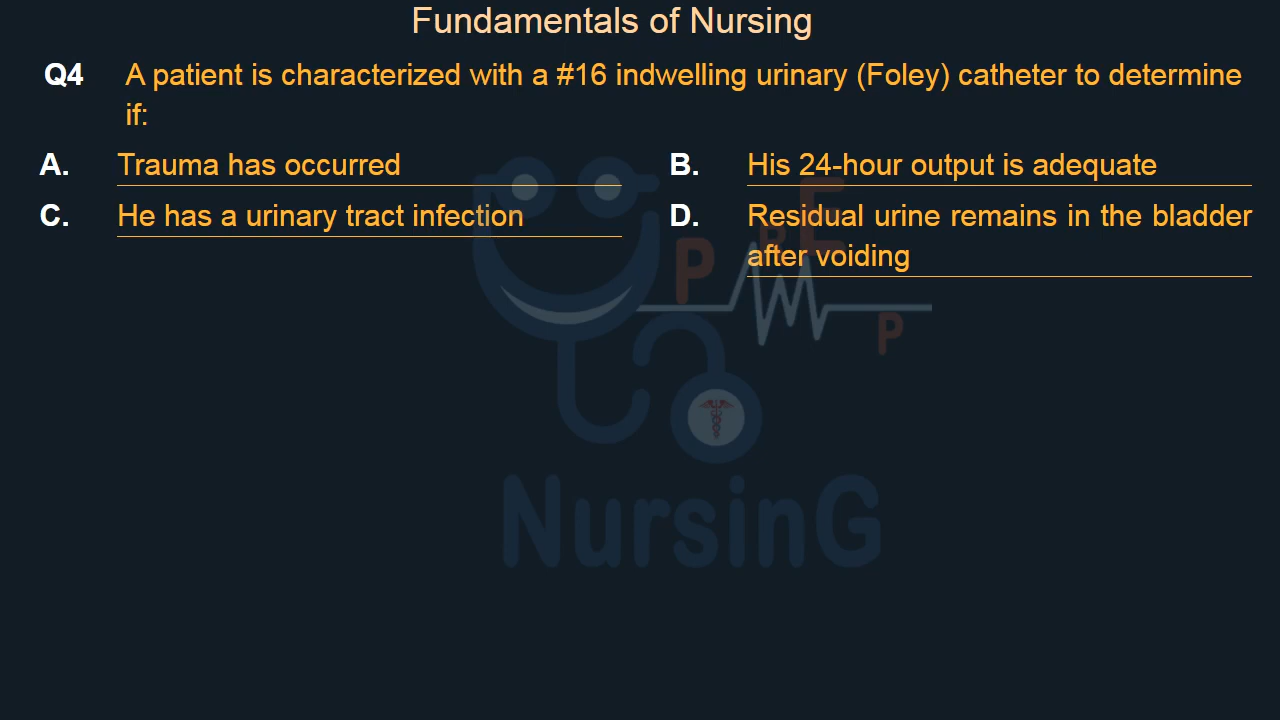 Fundamentals of Nursing
Q4 A patient is characterized with a #16 indwelling urinary (Foley) catheter to determine
if:
A. Trauma has occurred
B. His 24-hour output is adequate
C. He has a urinary tract infection
D. Residual urine remains in the bladder
after voiding
P R E P
NursinG